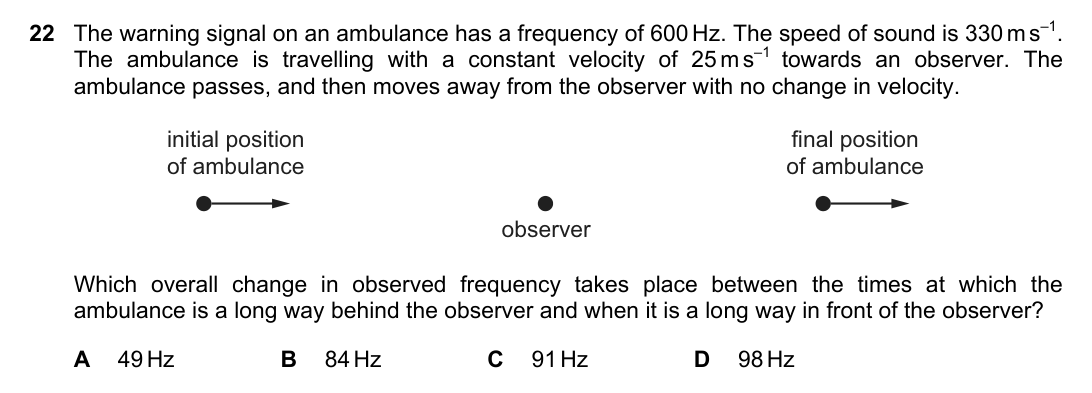 22 The warning signal on an ambulance has a frequency of 600 Hz. The speed of sound is 330 m s⁻¹.
The ambulance is travelling with a constant velocity of 25 m s⁻¹ towards an observer. The
ambulance passes, and then moves away from the observer with no change in velocity.
initial position
of ambulance
final position
of ambulance
observer
Which overall change in observed frequency takes place between the times at which the
ambulance is a long way behind the observer and when it is a long way in front of the observer?
A 49 Hz B 84 Hz C 91 Hz D 98 Hz